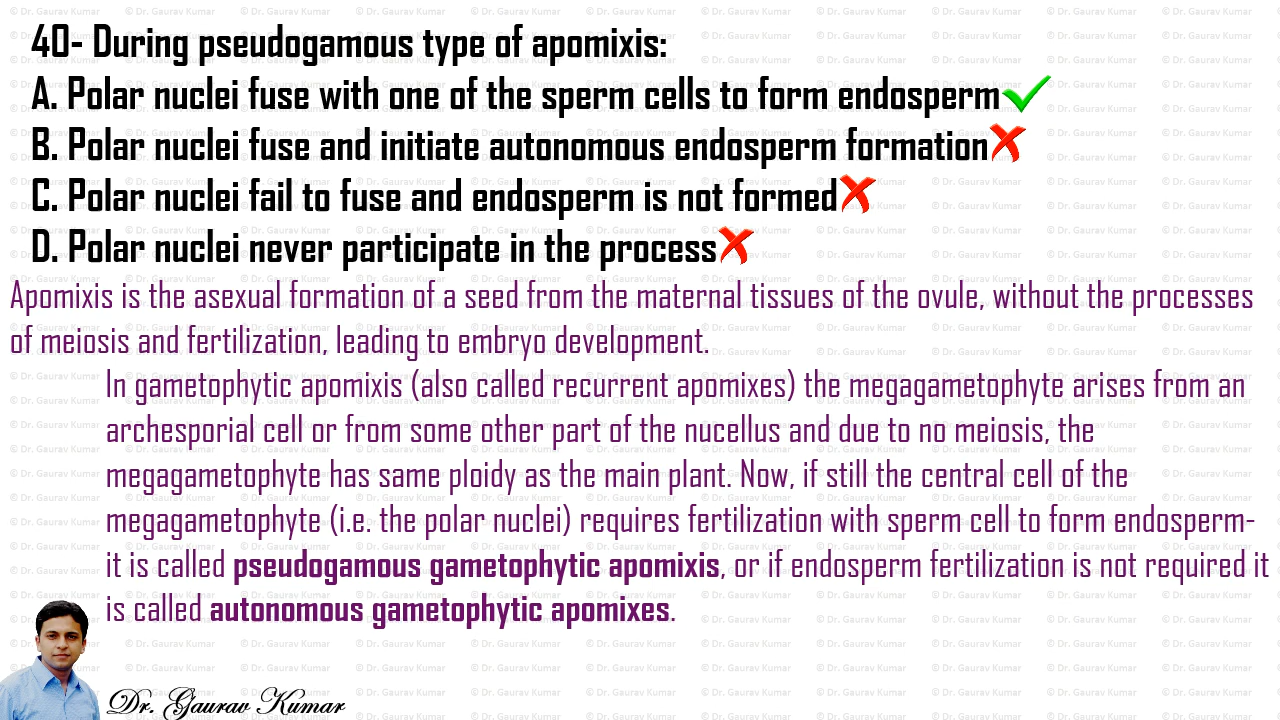 40- During pseudogamous type of apomixis:
A. Polar nuclei fuse with one of the sperm cells to form endosperm
B. Polar nuclei fuse and initiate autonomous endosperm formation
C. Polar nuclei fail to fuse and endosperm is not formed
D. Polar nuclei never participate in the process
Apomixis is the asexual formation of a seed from the maternal tissues of the ovule, without the processes
of meiosis and fertilization, leading to embryo development.
In gametophytic apomixis (also called recurrent apomixes) the megagametophyte arises from an
archesporial cell or from some other part of the nucellus and due to no meiosis, the
megagametophyte has same ploidy as the main plant. Now, if still the central cell of the
megagametophyte (i.e. the polar nuclei) requires fertilization with sperm cell to form endosperm-
it is called pseudogamous gametophytic apomixis, or if endosperm fertilization is not required it
is called autonomous gametophytic apomixes.
Dr. Gaurav Kumar
© Dr. Gaurav Kumar